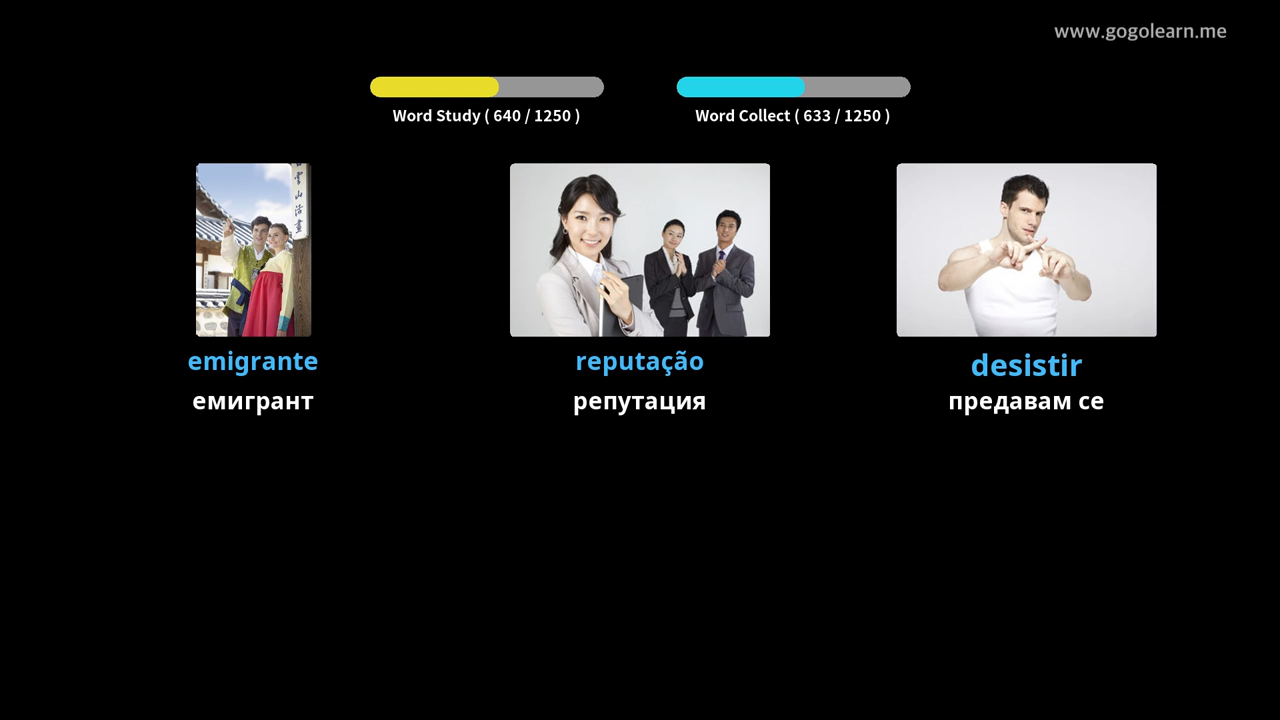 www.gogolearn.me
Word Study ( 640 / 1250 )
Word Collect ( 633 / 1250 )
emigrante
reputação
desistir
емигрант
репутация
предавам се